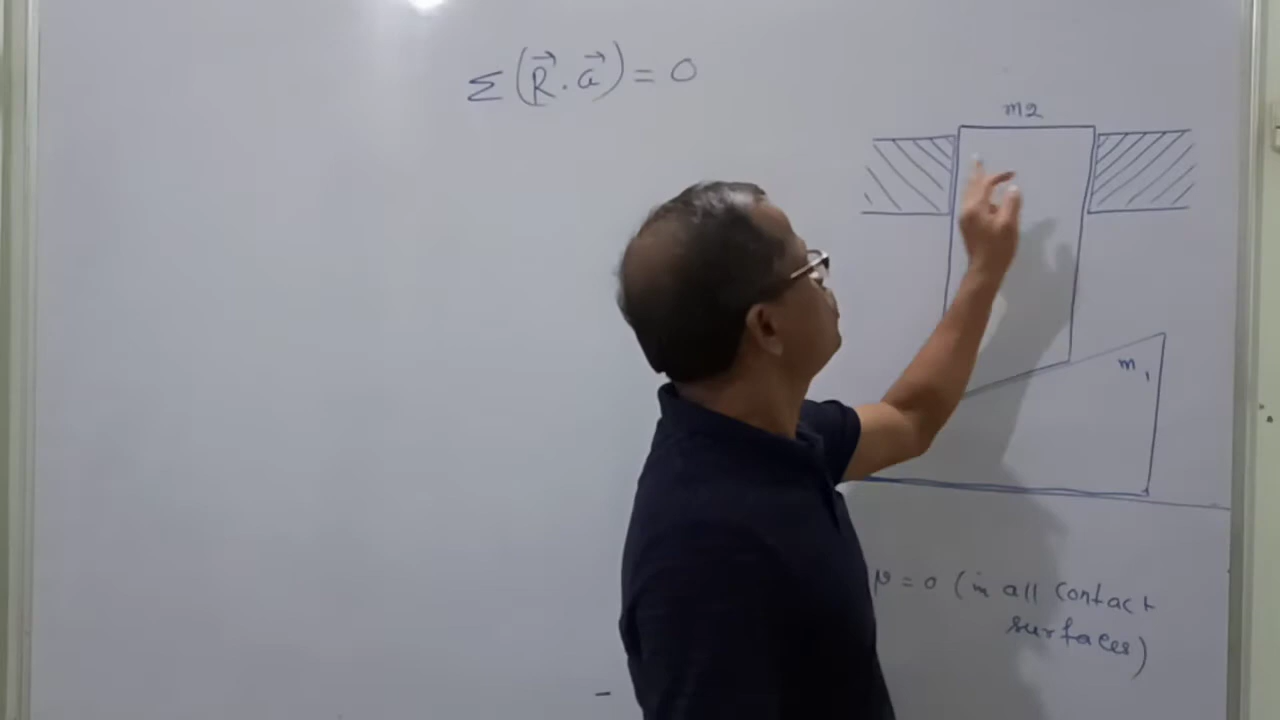 Σ(R⃗.a⃗) = 0
m2
m1
μ = 0 (in all contact
surfaces)